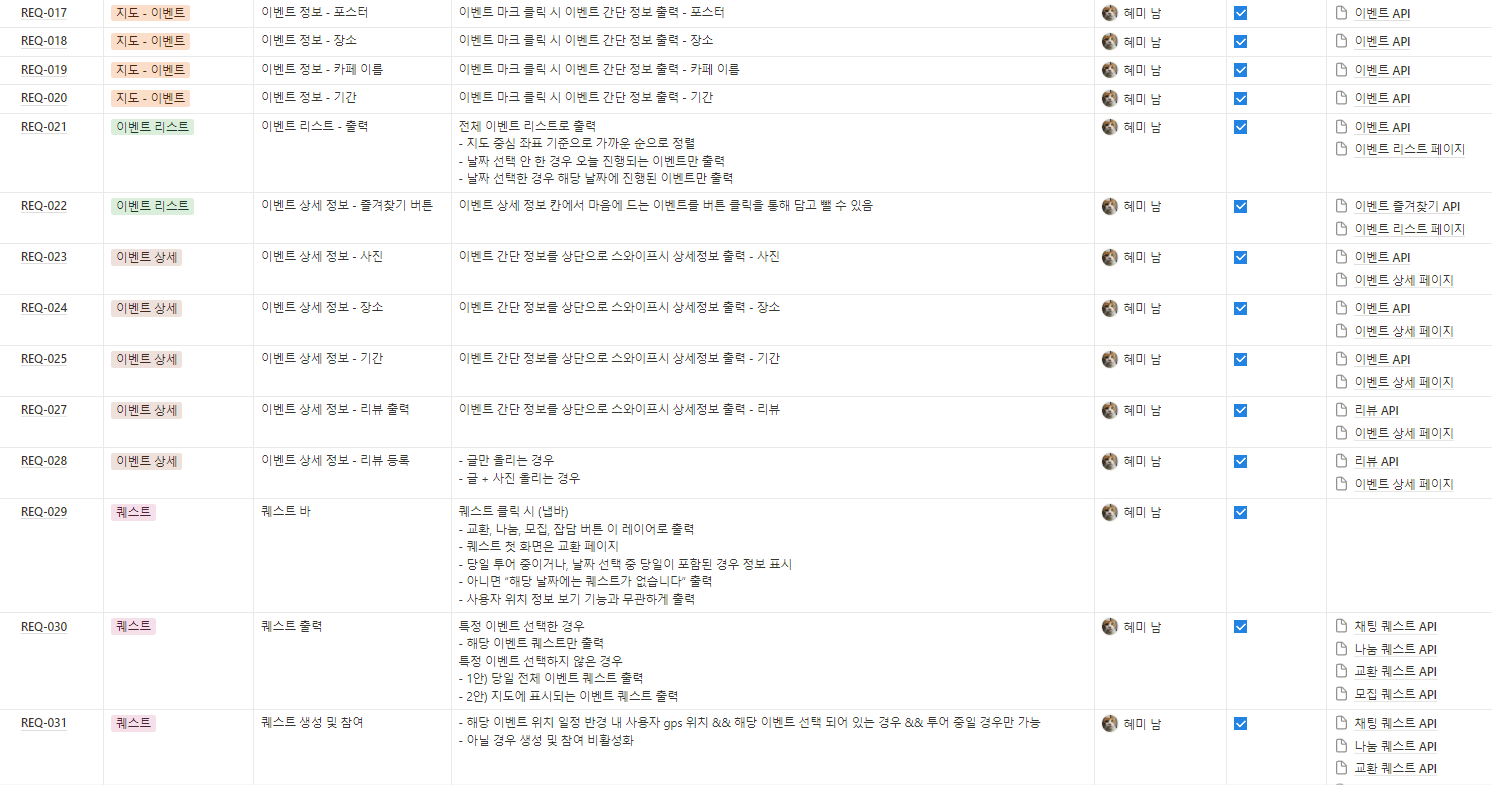 REQ-017 지도 - 이벤트 이벤트 정보 - 포스터 이벤트 마크 클릭 시 이벤트 간단 정보 출력 - 포스터 혜미 남 이벤트 API
REQ-018 지도 - 이벤트 이벤트 정보 - 장소 이벤트 마크 클릭 시 이벤트 간단 정보 출력 - 장소 혜미 남 이벤트 API
REQ-019 지도 - 이벤트 이벤트 정보 - 카페 이름 이벤트 마크 클릭 시 이벤트 간단 정보 출력 - 카페 이름 혜미 남 이벤트 API
REQ-020 지도 - 이벤트 이벤트 정보 - 기간 이벤트 마크 클릭 시 이벤트 간단 정보 출력 - 기간 혜미 남 이벤트 API
REQ-021 이벤트 리스트 이벤트 리스트 - 출력 전체 이벤트 리스트로 출력 혜미 남 이벤트 API
- 지도 중심 좌표 기준으로 가까운 순으로 정렬 이벤트 리스트 페이지
- 날짜 선택 안 한 경우 오늘 진행되는 이벤트만 출력
- 날짜 선택한 경우 해당 날짜에 진행된 이벤트만 출력
REQ-022 이벤트 리스트 이벤트 상세 정보 - 즐겨찾기 버튼 이벤트 상세 정보 칸에서 마음에 드는 이벤트를 버튼 클릭을 통해 담고 뺄 수 있음 혜미 남 이벤트 즐겨찾기 API
이벤트 리스트 페이지
REQ-023 이벤트 상세 이벤트 상세 정보 - 사진 이벤트 간단 정보를 상단으로 스와이프시 상세정보 출력 - 사진 혜미 남 이벤트 API
이벤트 상세 페이지
REQ-024 이벤트 상세 이벤트 상세 정보 - 장소 이벤트 간단 정보를 상단으로 스와이프시 상세정보 출력 - 장소 혜미 남 이벤트 API
이벤트 상세 페이지
REQ-025 이벤트 상세 이벤트 상세 정보 - 기간 이벤트 간단 정보를 상단으로 스와이프시 상세정보 출력 - 기간 혜미 남 이벤트 API
이벤트 상세 페이지
REQ-027 이벤트 상세 이벤트 상세 정보 - 리뷰 출력 이벤트 간단 정보를 상단으로 스와이프시 상세정보 출력 - 리뷰 혜미 남 리뷰 API
이벤트 상세 페이지
REQ-028 이벤트 상세 이벤트 상세 정보 - 리뷰 등록 - 글만 올리는 경우 혜미 남 리뷰 API
- 글 + 사진 올리는 경우 이벤트 상세 페이지
REQ-029 퀘스트 퀘스트 바 퀘스트 클릭 시 (냅바) 혜미 남
- 교환, 나눔, 모집, 잡담 버튼 이 레이어로 출력
- 퀘스트 첫 화면은 교환 페이지
- 당일 투어 중이거나, 날짜 선택 중 당일이 포함된 경우 정보 표시
- 아니면 “해당 날짜에는 퀘스트가 없습니다” 출력
- 사용자 위치 정보 보기 기능과 무관하게 출력
REQ-030 퀘스트 퀘스트 출력 특정 이벤트 선택한 경우 혜미 남 채팅 퀘스트 API
- 해당 이벤트 퀘스트만 출력 나눔 퀘스트 API
특정 이벤트 선택하지 않은 경우
- 1안) 당일 전체 이벤트 퀘스트 출력 교환 퀘스트 API
- 2안) 지도에 표시되는 이벤트 퀘스트 출력 모집 퀘스트 API
REQ-031 퀘스트 퀘스트 생성 및 참여 - 해당 이벤트 위치 일정 반경 내 사용자 gps 위치 && 해당 이벤트 선택 되어 있는 경우 && 투어 중일 경우만 가능 혜미 남 채팅 퀘스트 API
- 아닐 경우 생성 및 참여 비활성화 나눔 퀘스트 API
교환 퀘스트 API